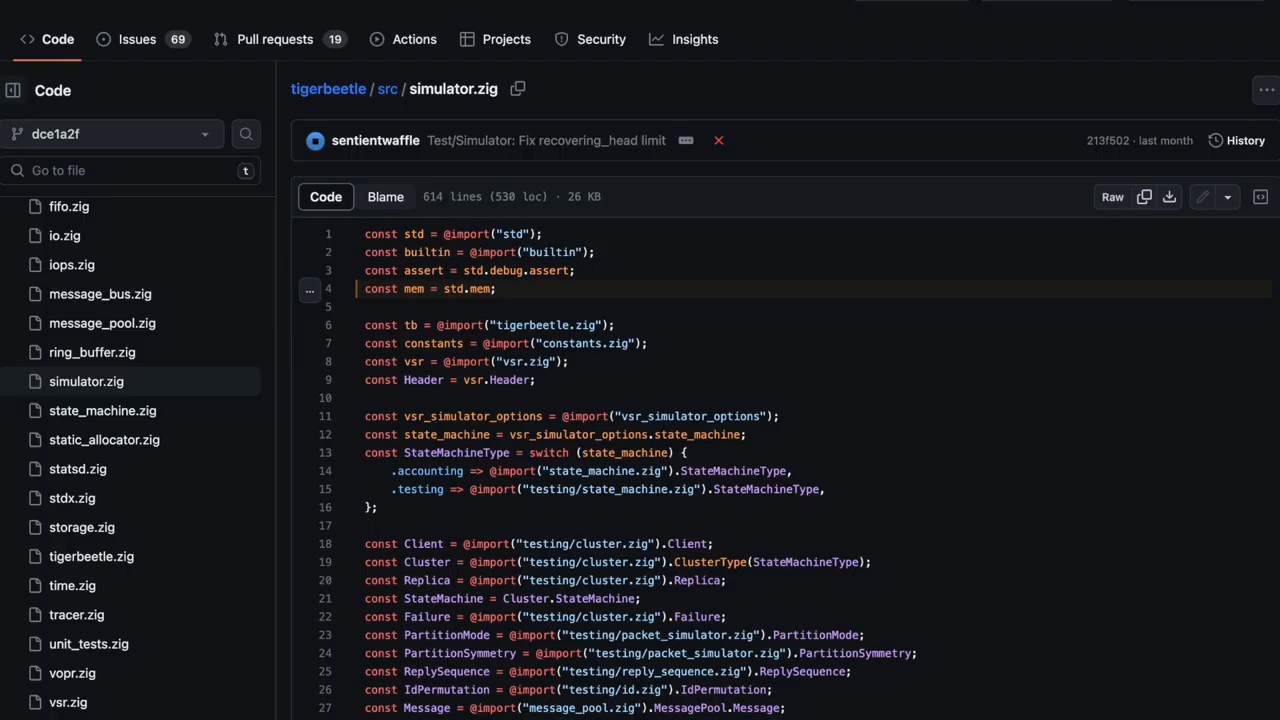 Code
Issues 69
Pull requests 19
Actions
Projects
Security
Insights
Code
dce1a2f
Go to file
t
fifo.zig
io.zig
iops.zig
message_bus.zig
message_pool.zig
ring_buffer.zig
simulator.zig
state_machine.zig
static_allocator.zig
statsd.zig
stdx.zig
storage.zig
tigerbeetle.zig
time.zig
tracer.zig
unit_tests.zig
vopr.zig
vsr.zig
tigerbeetle / src / simulator.zig
sentientwaffle Test/Simulator: Fix recovering_head limit
213f502 · last month History
Code Blame 614 lines (530 loc) · 26 KB Raw
1 const std = @import("std");
2 const builtin = @import("builtin");
3 const assert = std.debug.assert;
4 const mem = std.mem;
5
6 const tb = @import("tigerbeetle.zig");
7 const constants = @import("constants.zig");
8 const vsr = @import("vsr.zig");
9 const Header = vsr.Header;
10
11 const vsr_simulator_options = @import("vsr_simulator_options");
12 const state_machine = vsr_simulator_options.state_machine;
13 const StateMachineType = switch (state_machine) {
14 .accounting => @import("state_machine.zig").StateMachineType,
15 .testing => @import("testing/state_machine.zig").StateMachineType,
16 };
17
18 const Client = @import("testing/cluster.zig").Client;
19 const Cluster = @import("testing/cluster.zig").ClusterType(StateMachineType);
20 const Replica = @import("testing/cluster.zig").Replica;
21 const StateMachine = Cluster.StateMachine;
22 const Failure = @import("testing/cluster.zig").Failure;
23 const PartitionMode = @import("testing/packet_simulator.zig").PartitionMode;
24 const PartitionSymmetry = @import("testing/packet_simulator.zig").PartitionSymmetry;
25 const ReplySequence = @import("testing/reply_sequence.zig").ReplySequence;
26 const IdPermutation = @import("testing/id.zig").IdPermutation;
27 const Message = @import("message_pool.zig").MessagePool.Message;